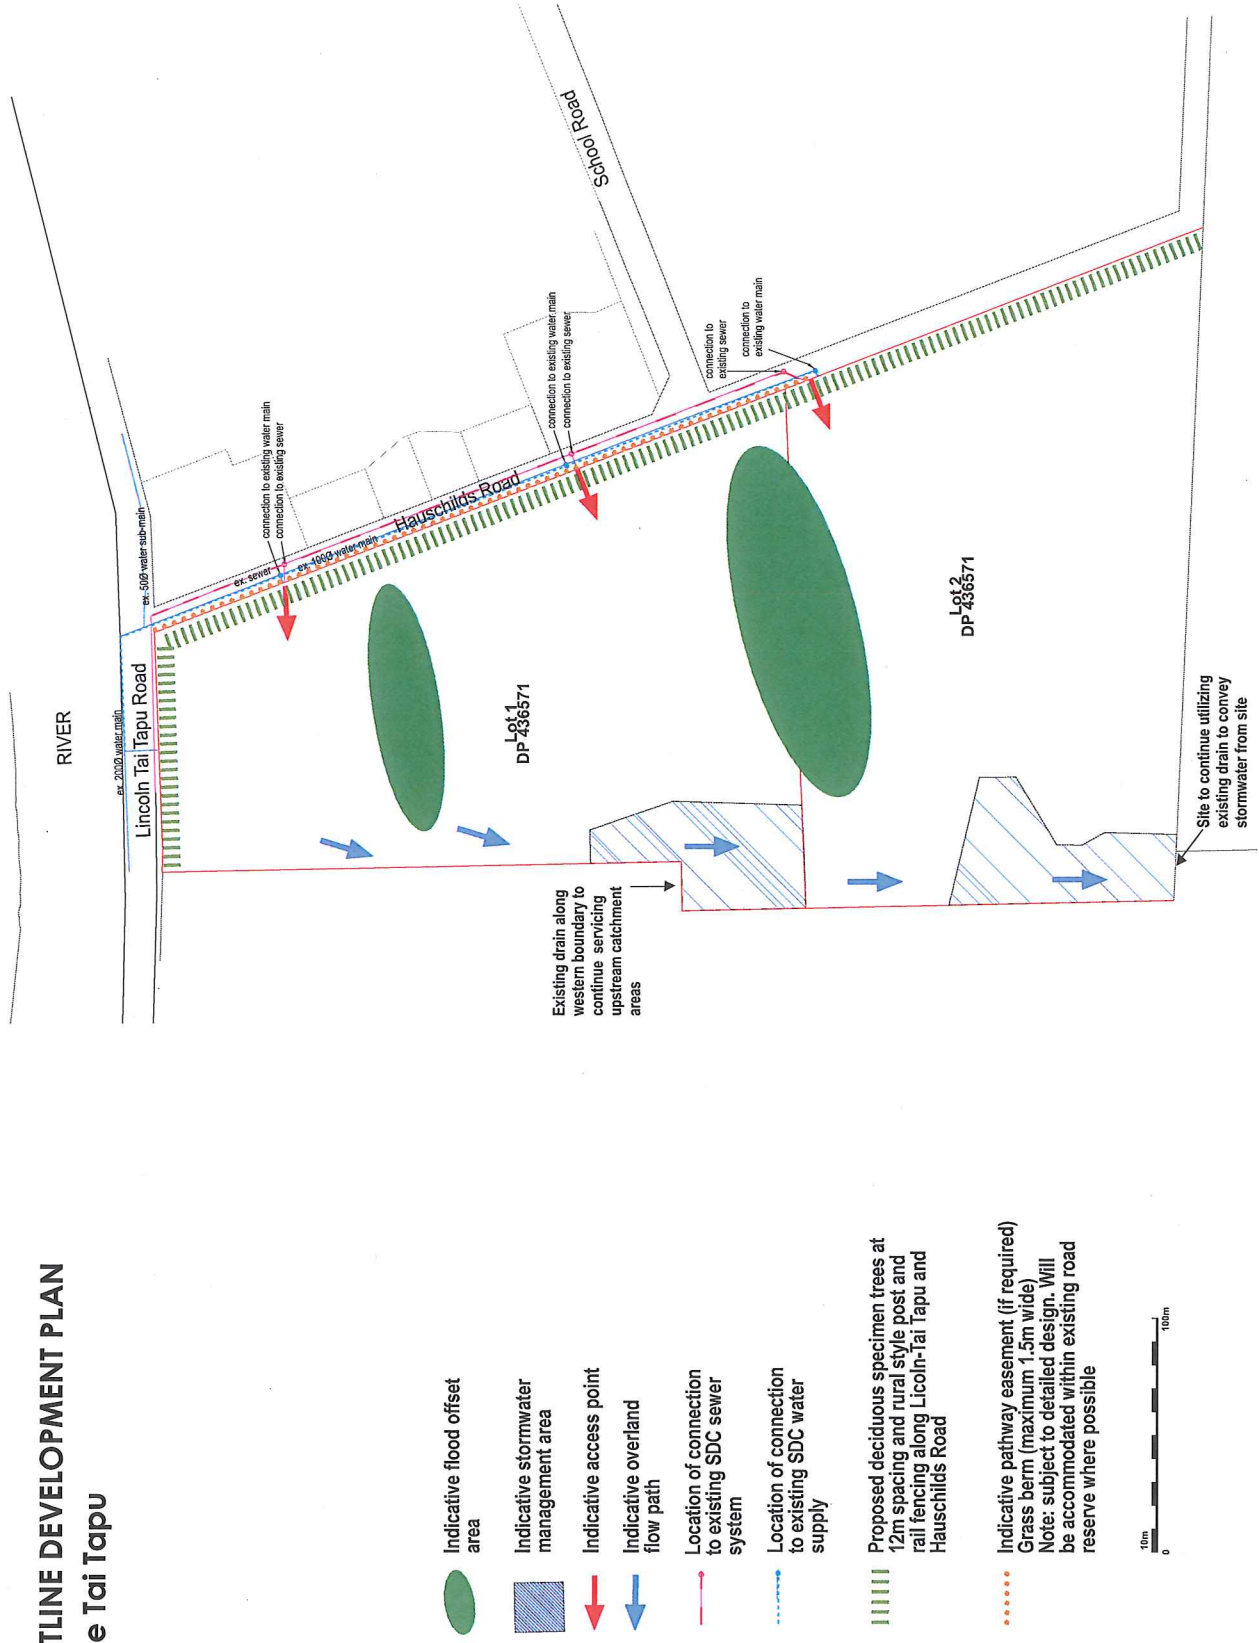 TLINE DEVELOPMENT PLAN
e Tai Tapu
Indicative flood offset
area
Indicative stormwater
management area
Indicative access point
Indicative overland
flow path
Location of connection
to existing SDC sewer
system
Location of connection
to existing SDC water
supply
Proposed deciduous specimen trees at
12m spacing and rural style post and
rail fencing along Licoln-Tai Tapu and
Hauschilds Road
Indicative pathway easement (if required)
Grass berm (maximum 1.5m wide)
Note: subject to detailed design. Will
be accommodated within existing road
reserve where possible
10m
0
100m
RIVER
ex. 200Ø water main
Lincoln Tai Tapu Road
ex. 50Ø water sub-main
ex. sewer
ex. 100Ø water main
Hauschilds Road
connection to existing water main
connection to existing sewer
connection to existing water main
connection to existing sewer
School Road
connection to
existing sewer
connection to
existing water main
Lot 1
DP 436571
Lot 2
DP 436571
Existing drain along
western boundary to
continue servicing
upstream catchment
areas
Site to continue utilizing
existing drain to convey
stormwater from site